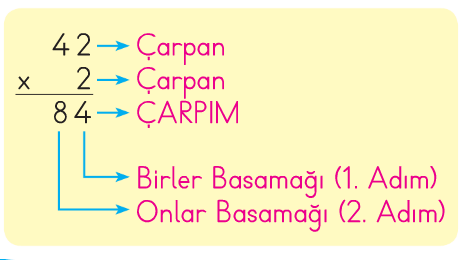 42 → Çarpan
x 2 → Çarpan
84 → ÇARPIM
Birler Basamağı (1. Adım)
Onlar Basamağı (2. Adım)